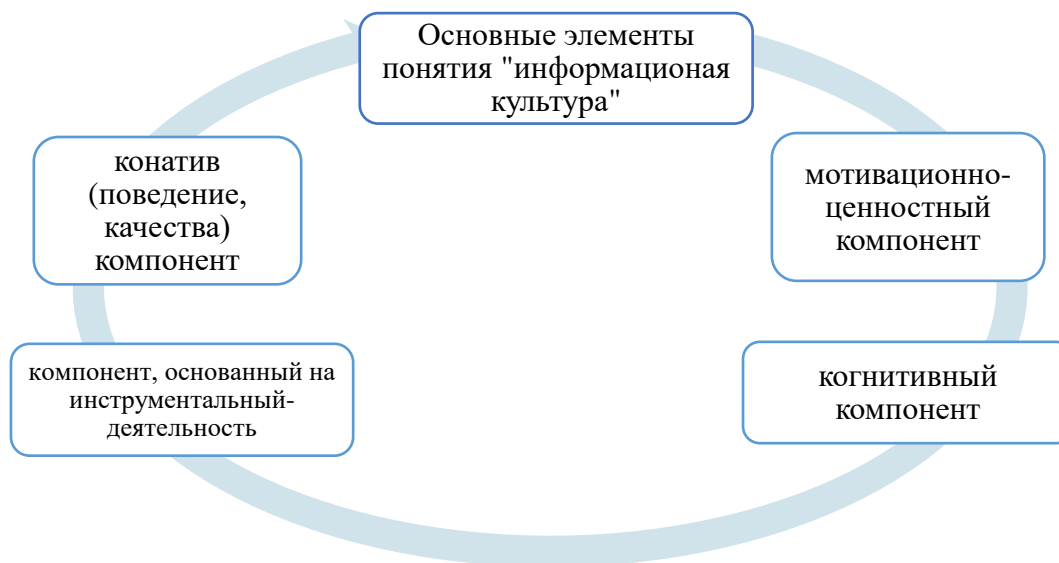 Основные элементы
понятия "информационая
культура"
мотивационно-
ценностный
компонент
когнитивный
компонент
компонент, основанный на
инструментальный-
деятельность
конатив
(поведение,
качества)
компонент